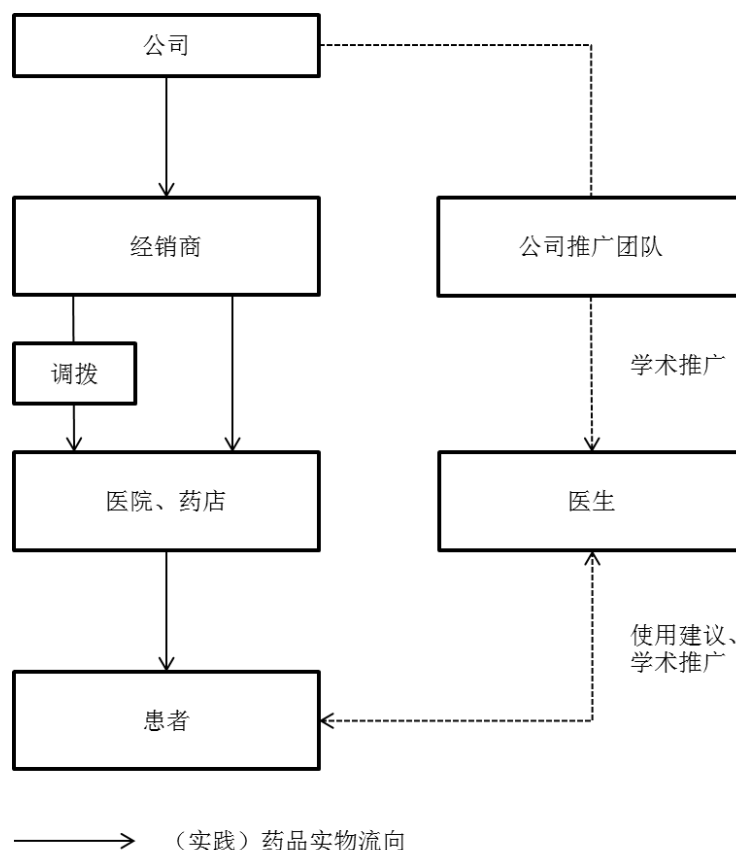 公司
经销商
公司推广团队
调拨
学术推广
医院、药店
医生
使用建议、
学术推广
患者
（实践）药品实物流向